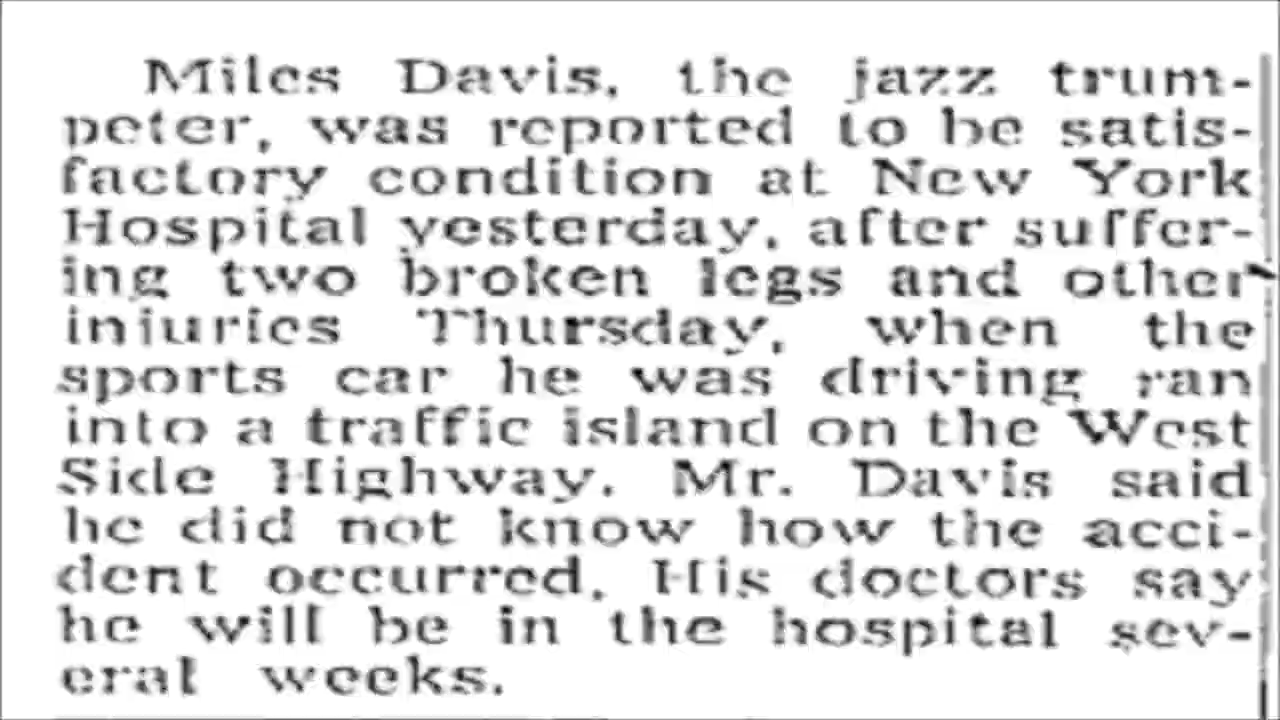 Miles Davis, the jazz trum-
peter, was reported to be satis-
factory condition at New York
Hospital yesterday, after suffer-
ing two broken legs and other
injuries Thursday, when the
sports car he was driving ran
into a traffic island on the West
Side Highway. Mr. Davis said
he did not know how the acci-
dent occurred. His doctors say
he will be in the hospital sev-
eral weeks.